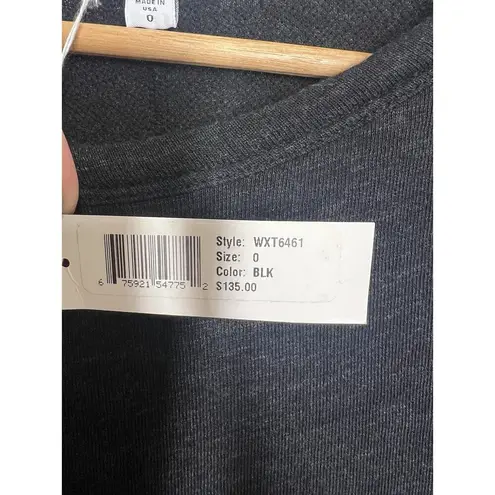 MADE IN
USA
0
Style: WXT6461
Size: 0
Color: BLK
$135.00
6 75921 54775 2